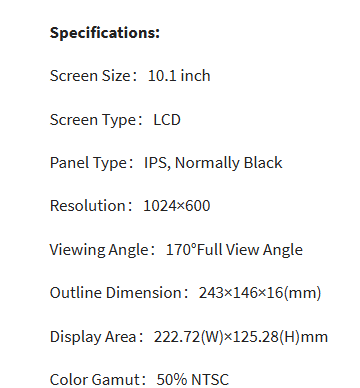 Specifications:
Screen Size：10.1 inch
Screen Type：LCD
Panel Type：IPS, Normally Black
Resolution：1024×600
Viewing Angle：170°Full View Angle
Outline Dimension：243×146×16(mm)
Display Area：222.72(W)×125.28(H)mm
Color Gamut：50% NTSC